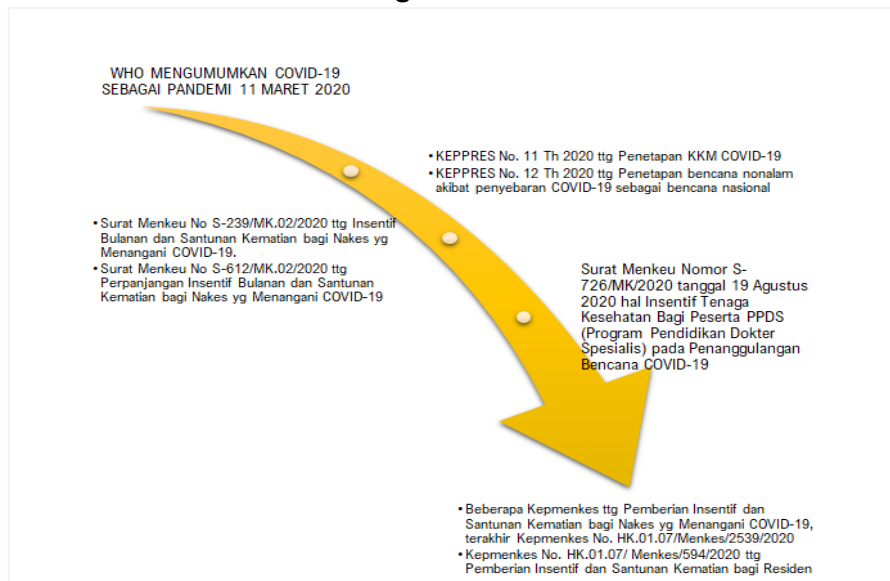 WHO MENGUMUMKAN COVID-19
SEBAGAI PANDEMI 11 MARET 2020
•KEPPRES No. 11 Th 2020 ttg Penetapan KKM COVID-19
•KEPPRES No. 12 Th 2020 ttg Penetapan bencana nonalam
akibat penyebaran COVID-19 sebagai bencana nasional
•Surat Menkeu No S-239/MK.02/2020 ttg Insentif
Bulanan dan Santunan Kematian bagi Nakes yg
Menangani COVID-19.
•Surat Menkeu No S-612/MK.02/2020 ttg
Perpanjangan Insentif Bulanan dan Santunan
Kematian bagi Nakes yg Menangani COVID-19
Surat Menkeu Nomor S-
726/MK/2020 tanggal 19 Agustus
2020 hal Insentif Tenaga
Kesehatan Bagi Peserta PPDS
(Program Pendidikan Dokter
Spesialis) pada Penanggulangan
Bencana COVID-19
•Beberapa Kepmenkes ttg Pemberian Insentif dan
Santunan Kematian bagi Nakes yg Menangani COVID-19,
terakhir Kepmenkes No. HK.01.07/Menkes/2539/2020
•Kepmenkes No. HK.01.07/ Menkes/594/2020 ttg
Pemberian Insentif dan Santunan Kematian bagi Residen